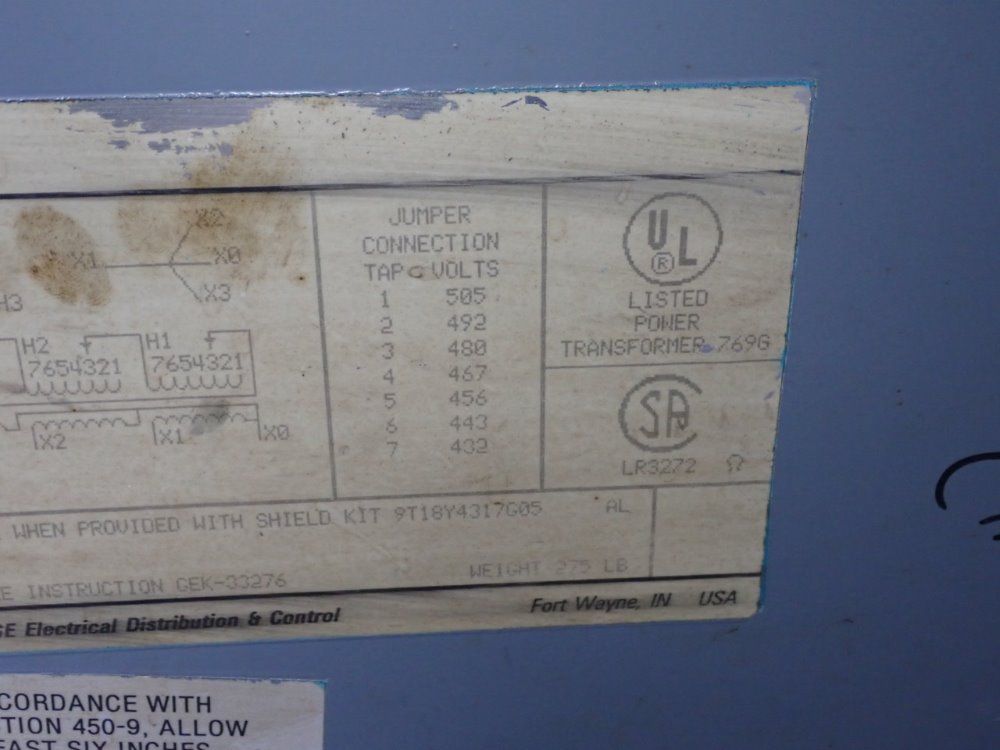 X2
X1 X0
X3
H3
H2 H1
7654321 7654321
X2 X1 X0
JUMPER
CONNECTION
TAP VOLTS
1 505
2 492
3 480
4 467
5 456
6 443
7 432
UL
®
LISTED
POWER
TRANSFORMER 769G
SA
LR3272
WHEN PROVIDED WITH SHIELD KIT 9T18Y4317G05 AL
WEIGHT 275 LB
E INSTRUCTION GEK-33276
GE Electrical Distribution & Control Fort Wayne, IN USA
CORDANCE WITH
TION 450-9, ALLOW
EAST SIX INCHES